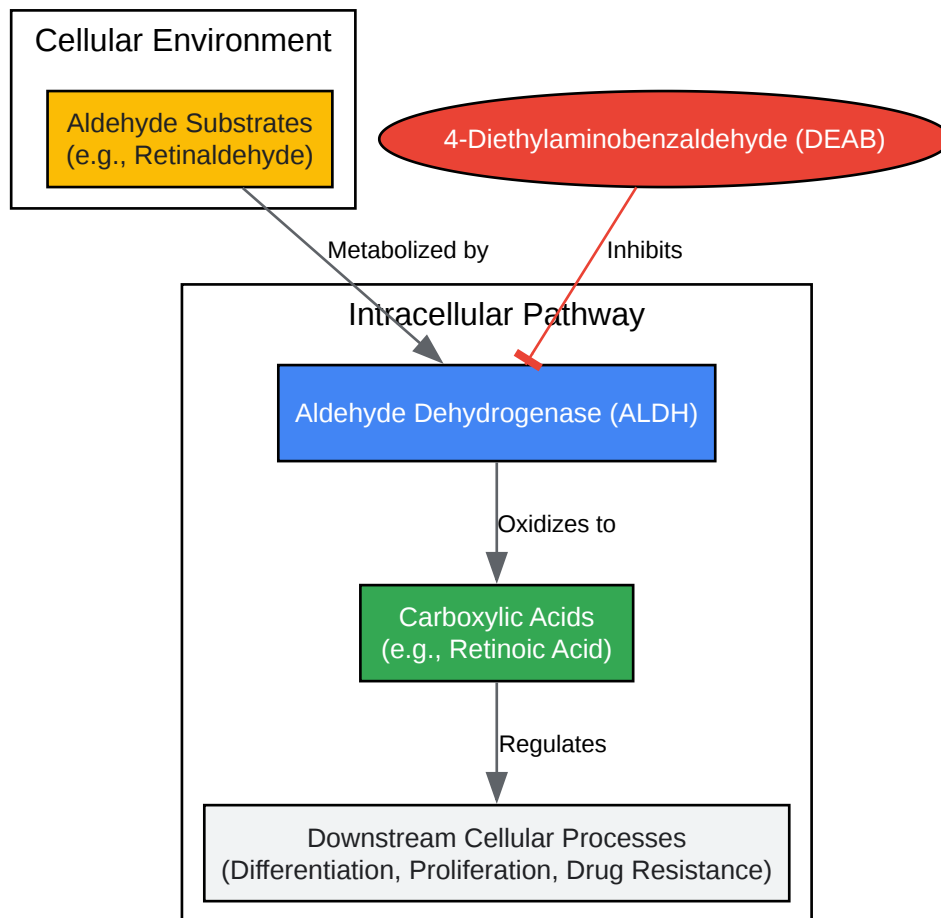 Cellular Environment
Aldehyde Substrates
(e.g., Retinaldehyde)
4-Diethylaminobenzaldehyde (DEAB)
Metabolized by
Inhibits
Intracellular Pathway
Aldehyde Dehydrogenase (ALDH)
Oxidizes to
Carboxylic Acids
(e.g., Retinoic Acid)
Regulates
Downstream Cellular Processes
(Differentiation, Proliferation, Drug Resistance)